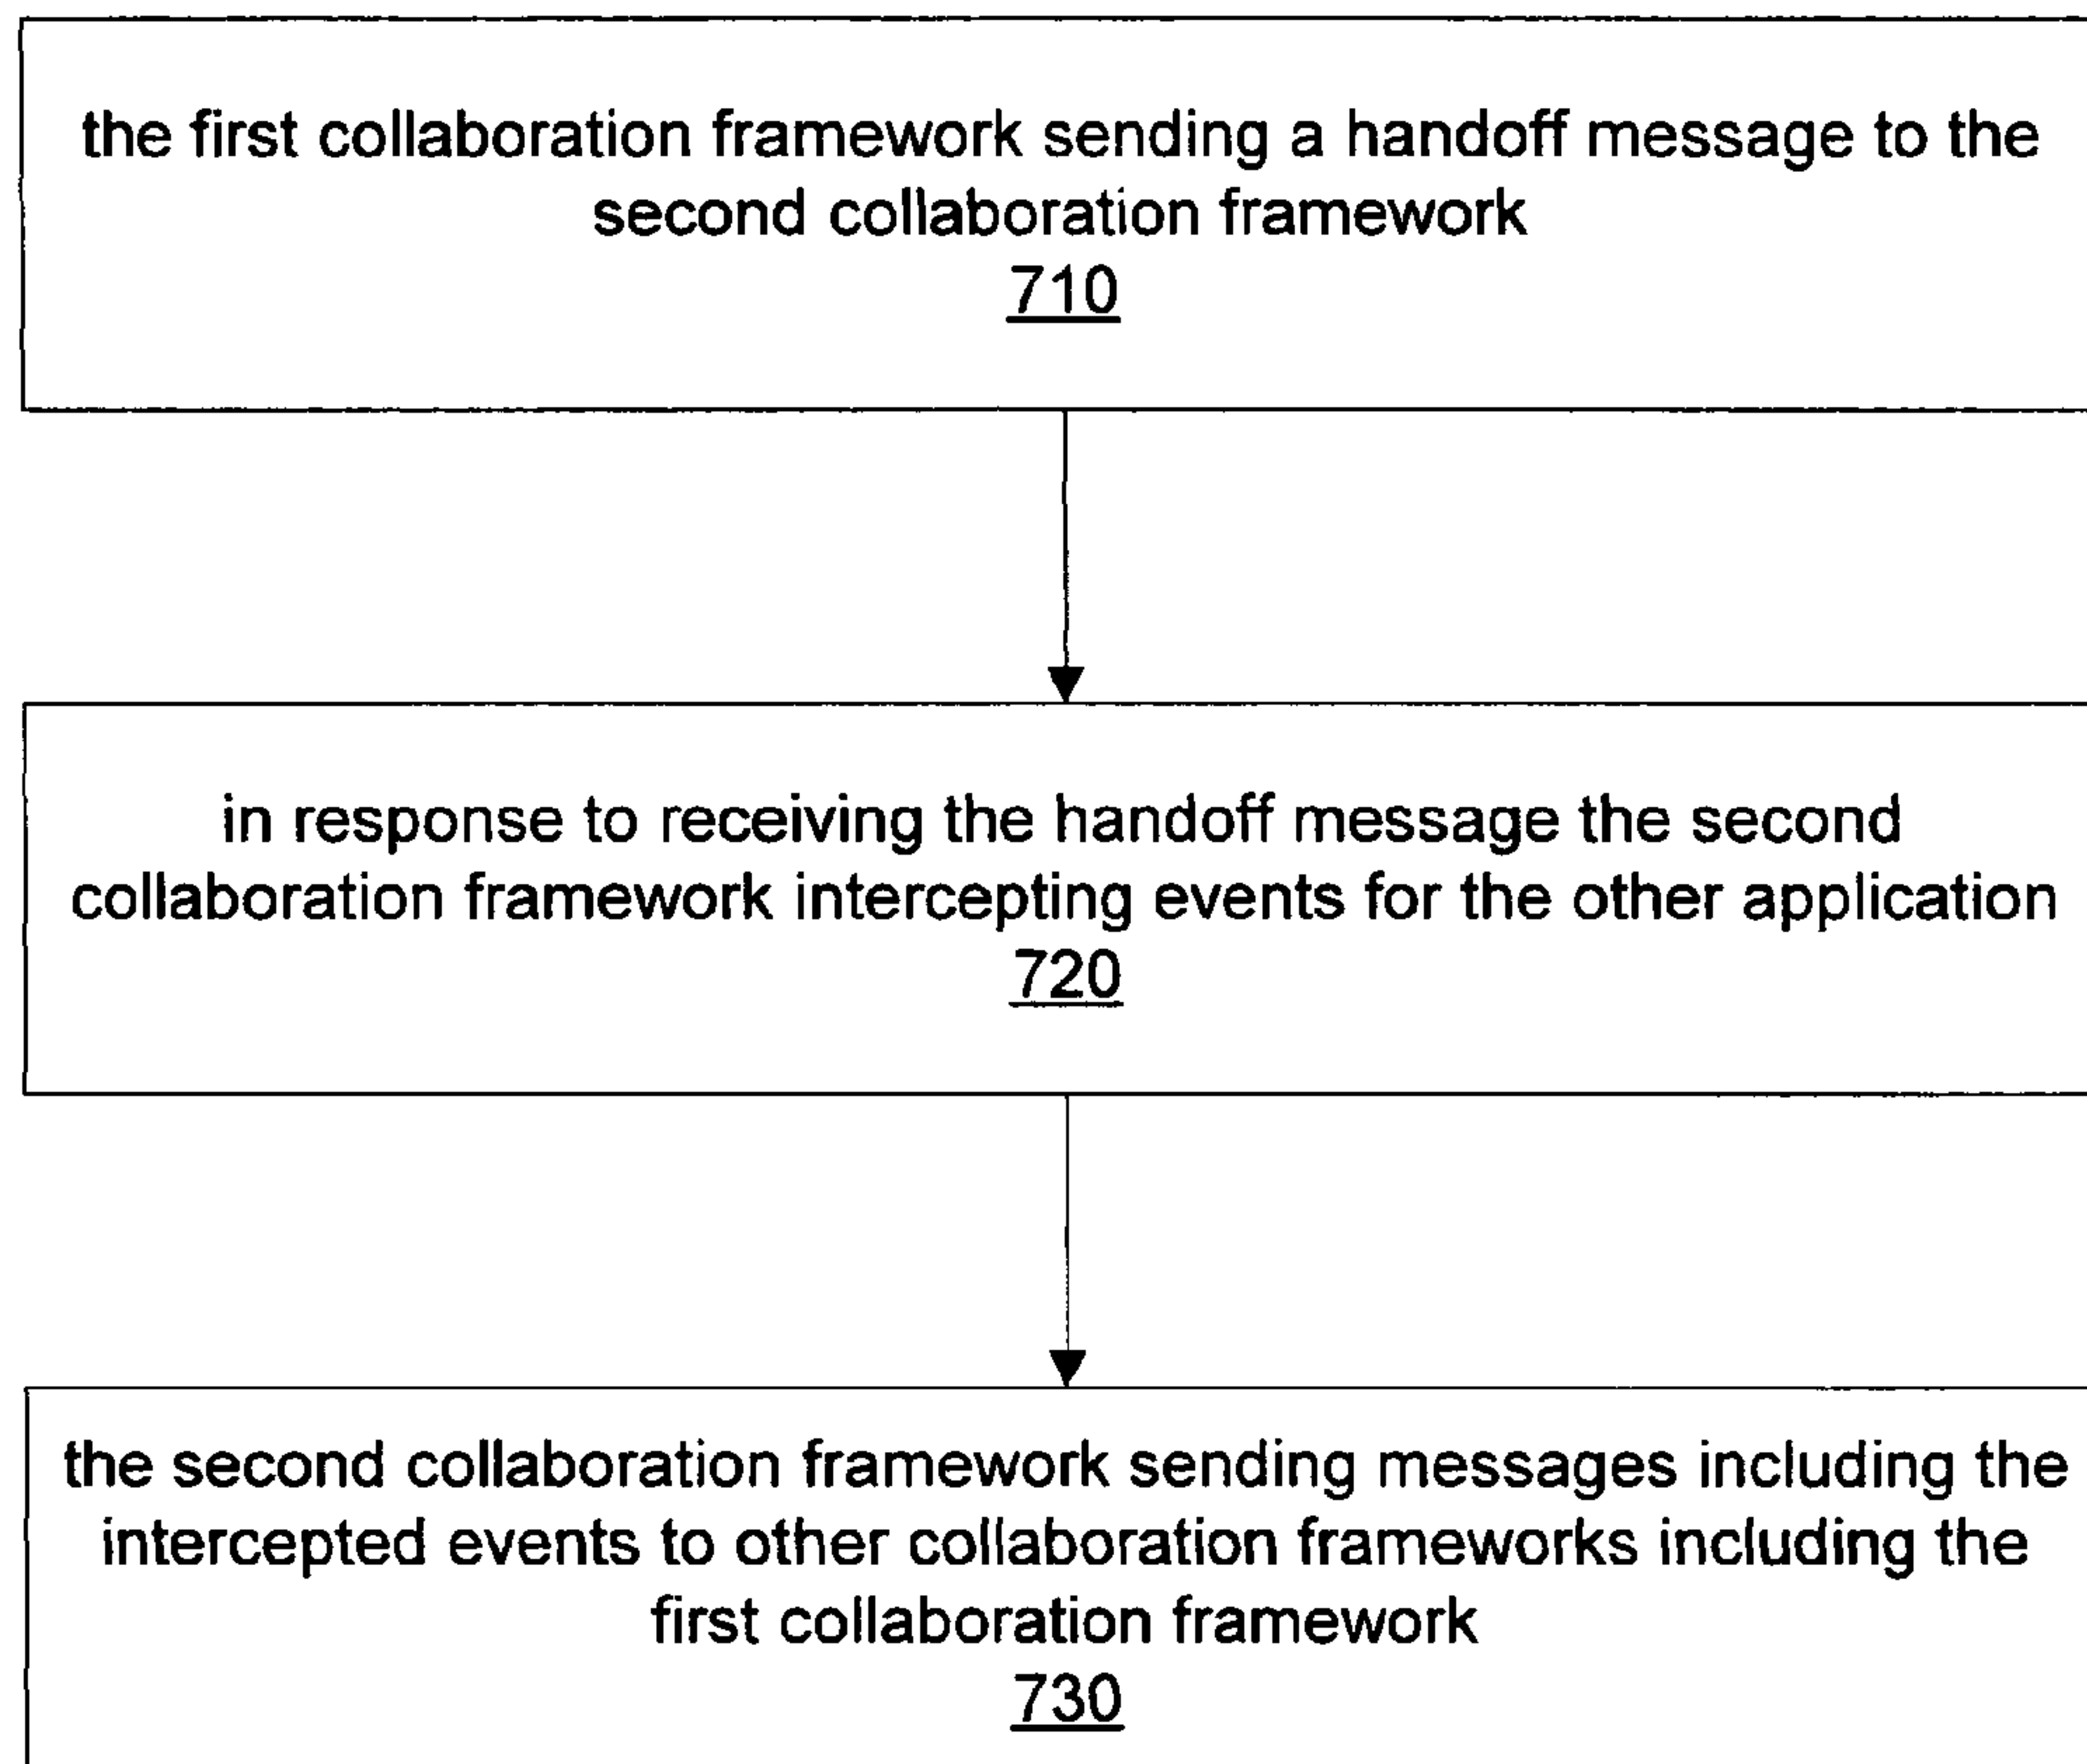 the first collaboration framework sending a handoff message to the
second collaboration framework
710
in response to receiving the handoff message the second
collaboration framework intercepting events for the other application
720
the second collaboration framework sending messages including the
intercepted events to other collaboration frameworks including the
first collaboration framework
730